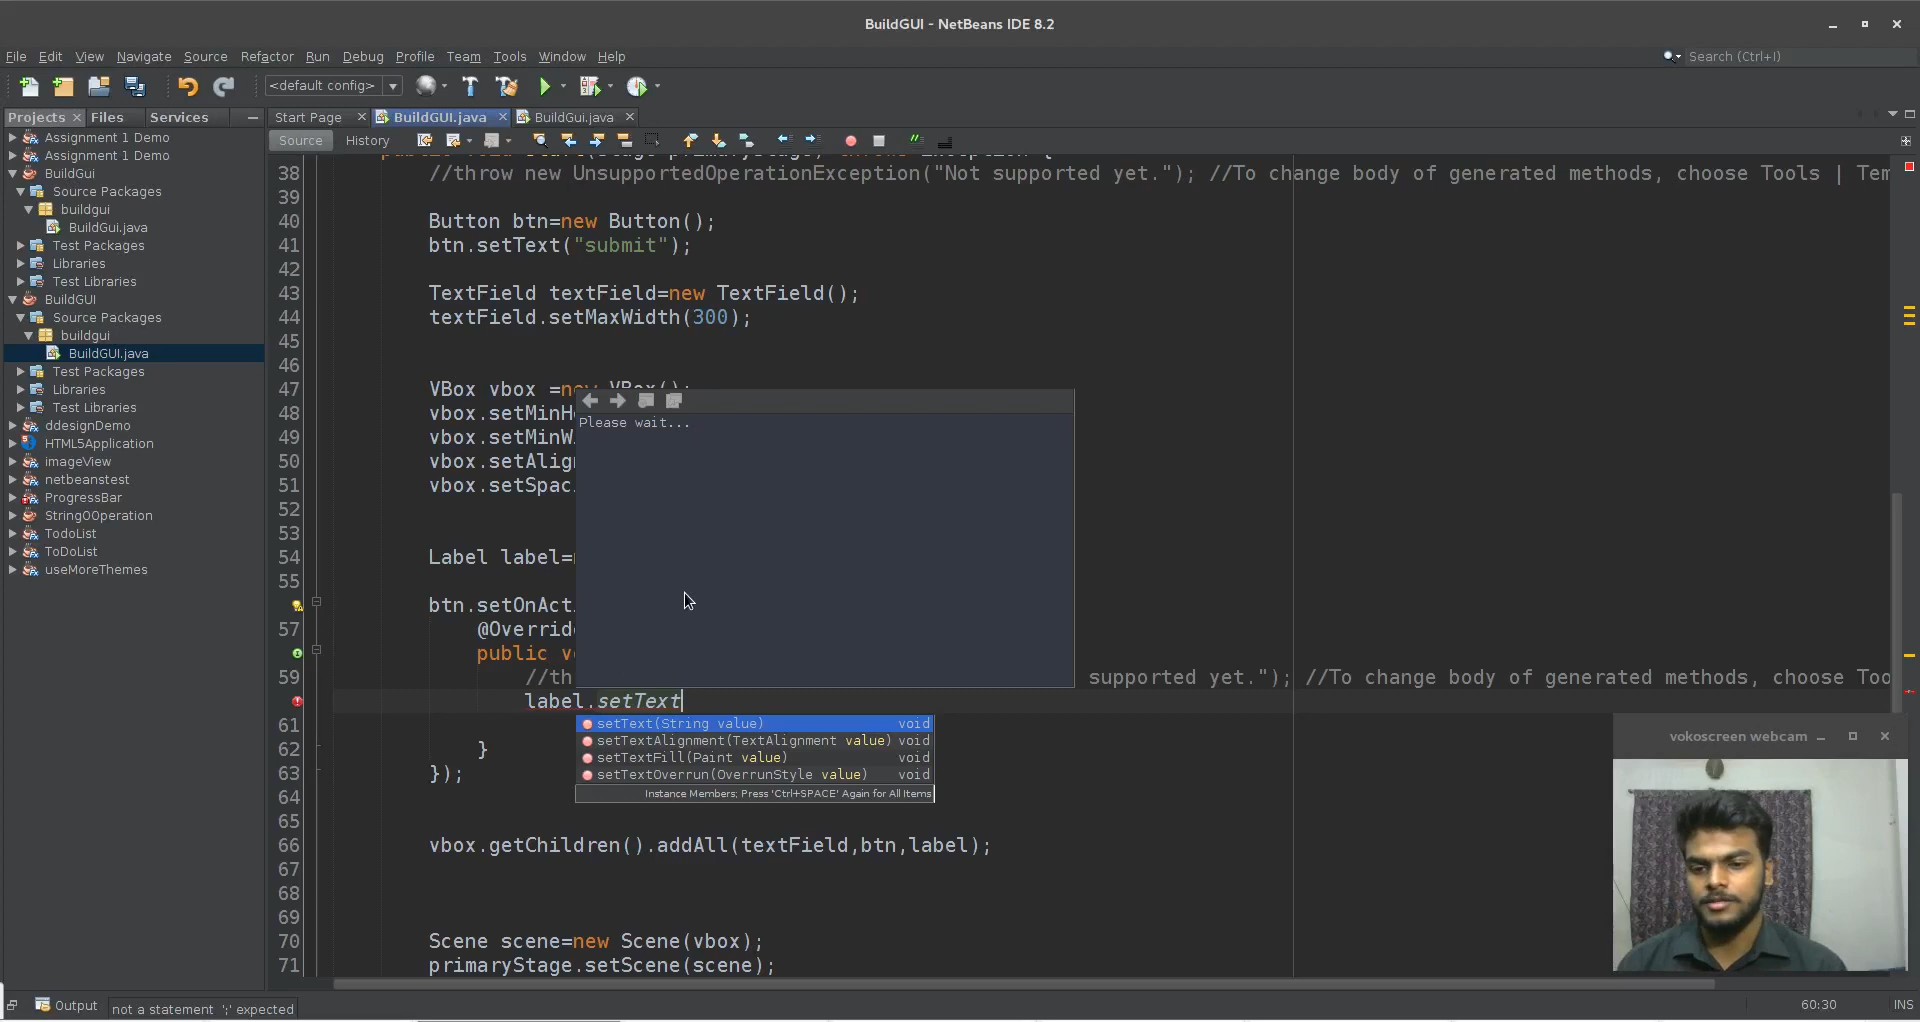 BuildGUI - NetBeans IDE 8.2
File Edit View Navigate Source Refactor Run Debug Profile Team Tools Window Help
Search (Ctrl+I)
<default config>
Projects Files Services
Start Page BuildGUI.java BuildGui.java
Source History
Assignment 1 Demo
Assignment 1 Demo
BuildGui
Source Packages
buildgui
BuildGui.java
Test Packages
Libraries
Test Libraries
BuildGUI
Source Packages
buildgui
BuildGUI.java
Test Packages
Libraries
Test Libraries
ddesignDemo
HTML5Application
imageView
netbeanstest
ProgressBar
StringOOperation
TodoList
ToDoList
useMoreThemes
38 //throw new UnsupportedOperationException("Not supported yet."); //To change body of generated methods, choose Tools | Tem
39
40 Button btn=new Button();
41 btn.setText("submit");
42
43 TextField textField=new TextField();
44 textField.setMaxWidth(300);
45
46
47 VBox vbox =new VBox();
48 vbox.setMinH
49 vbox.setMinW
50 vbox.setAlig
51 vbox.setSpac
52
53
54 Label label=
55
btn.setOnActi
57 @Override
public v
59 //th supported yet."); //To change body of generated methods, choose Too
label.setText
61
62 }
63 });
64
65
66 vbox.getChildren().addAll(textField,btn,label);
67
68
69
70 Scene scene=new Scene(vbox);
71 primaryStage.setScene(scene);
Please wait...
setText(String value) void
setTextAlignment(TextAlignment value) void
setTextFill(Paint value) void
setTextOverrun(OverrunStyle value) void
Instance Members; Press 'Ctrl+SPACE' Again for All Items
vokoscreen webcam
Output
not a statement ';' expected
60:30
INS